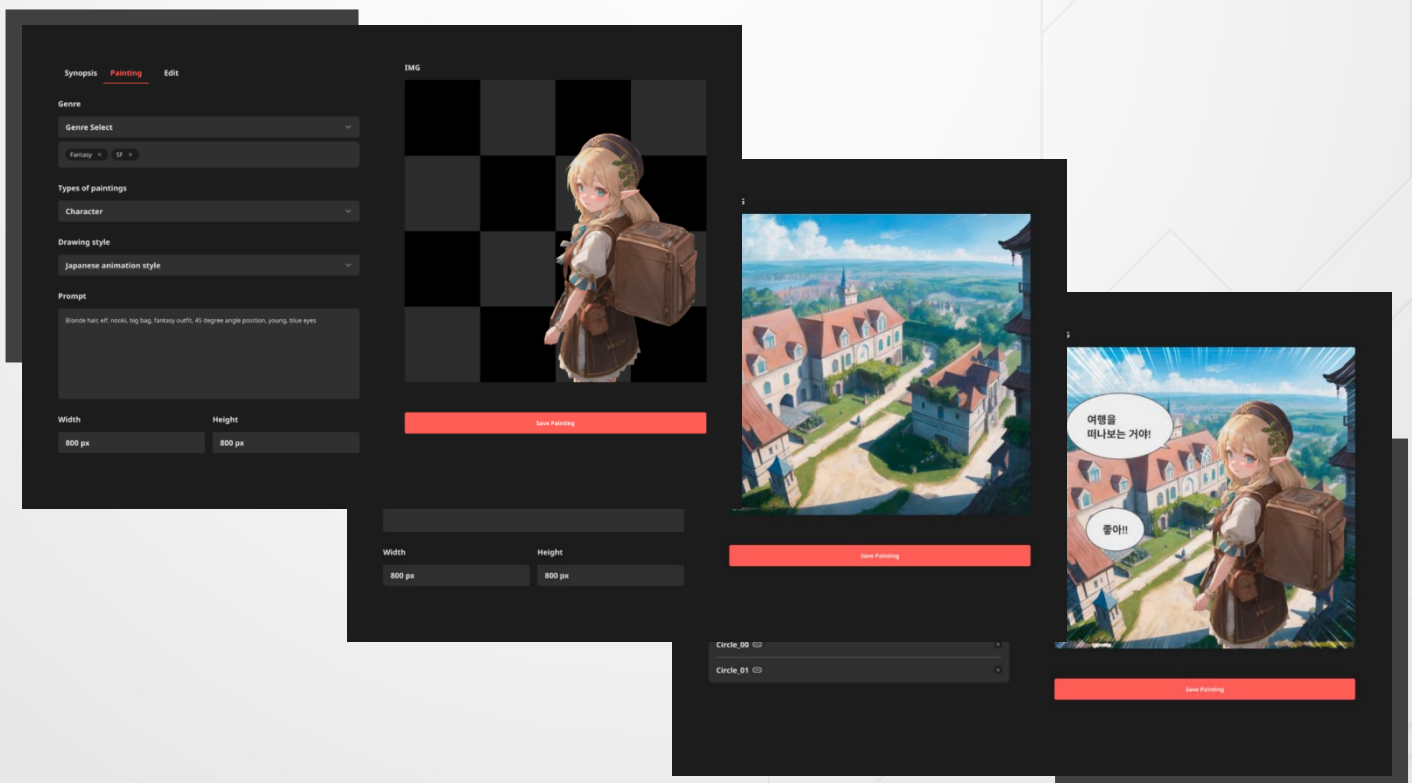 Synopsis Painting Edit
Genre
Genre Select
Fantasy × SF ×
Types of paintings
Character
Drawing style
Japanese animation style
Prompt
Blonde hair, elf, nooki, big bag, fantasy outfit, 45 degree angle position, young, blue eyes
Width Height
800 px 800 px
IMG
Save Painting
G
Width Height
800 px 800 px
Save Painting
G
여행을
떠나보는 거야!
좋아!!
Circle_00
Circle_01
Save Painting